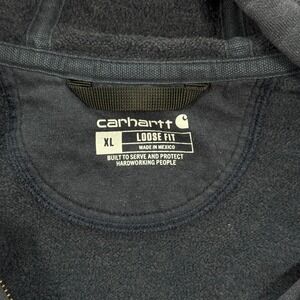 carhartt
XL LOOSE FIT
MADE IN MEXICO
BUILT TO SERVE AND PROTECT
HARDWORKING PEOPLE